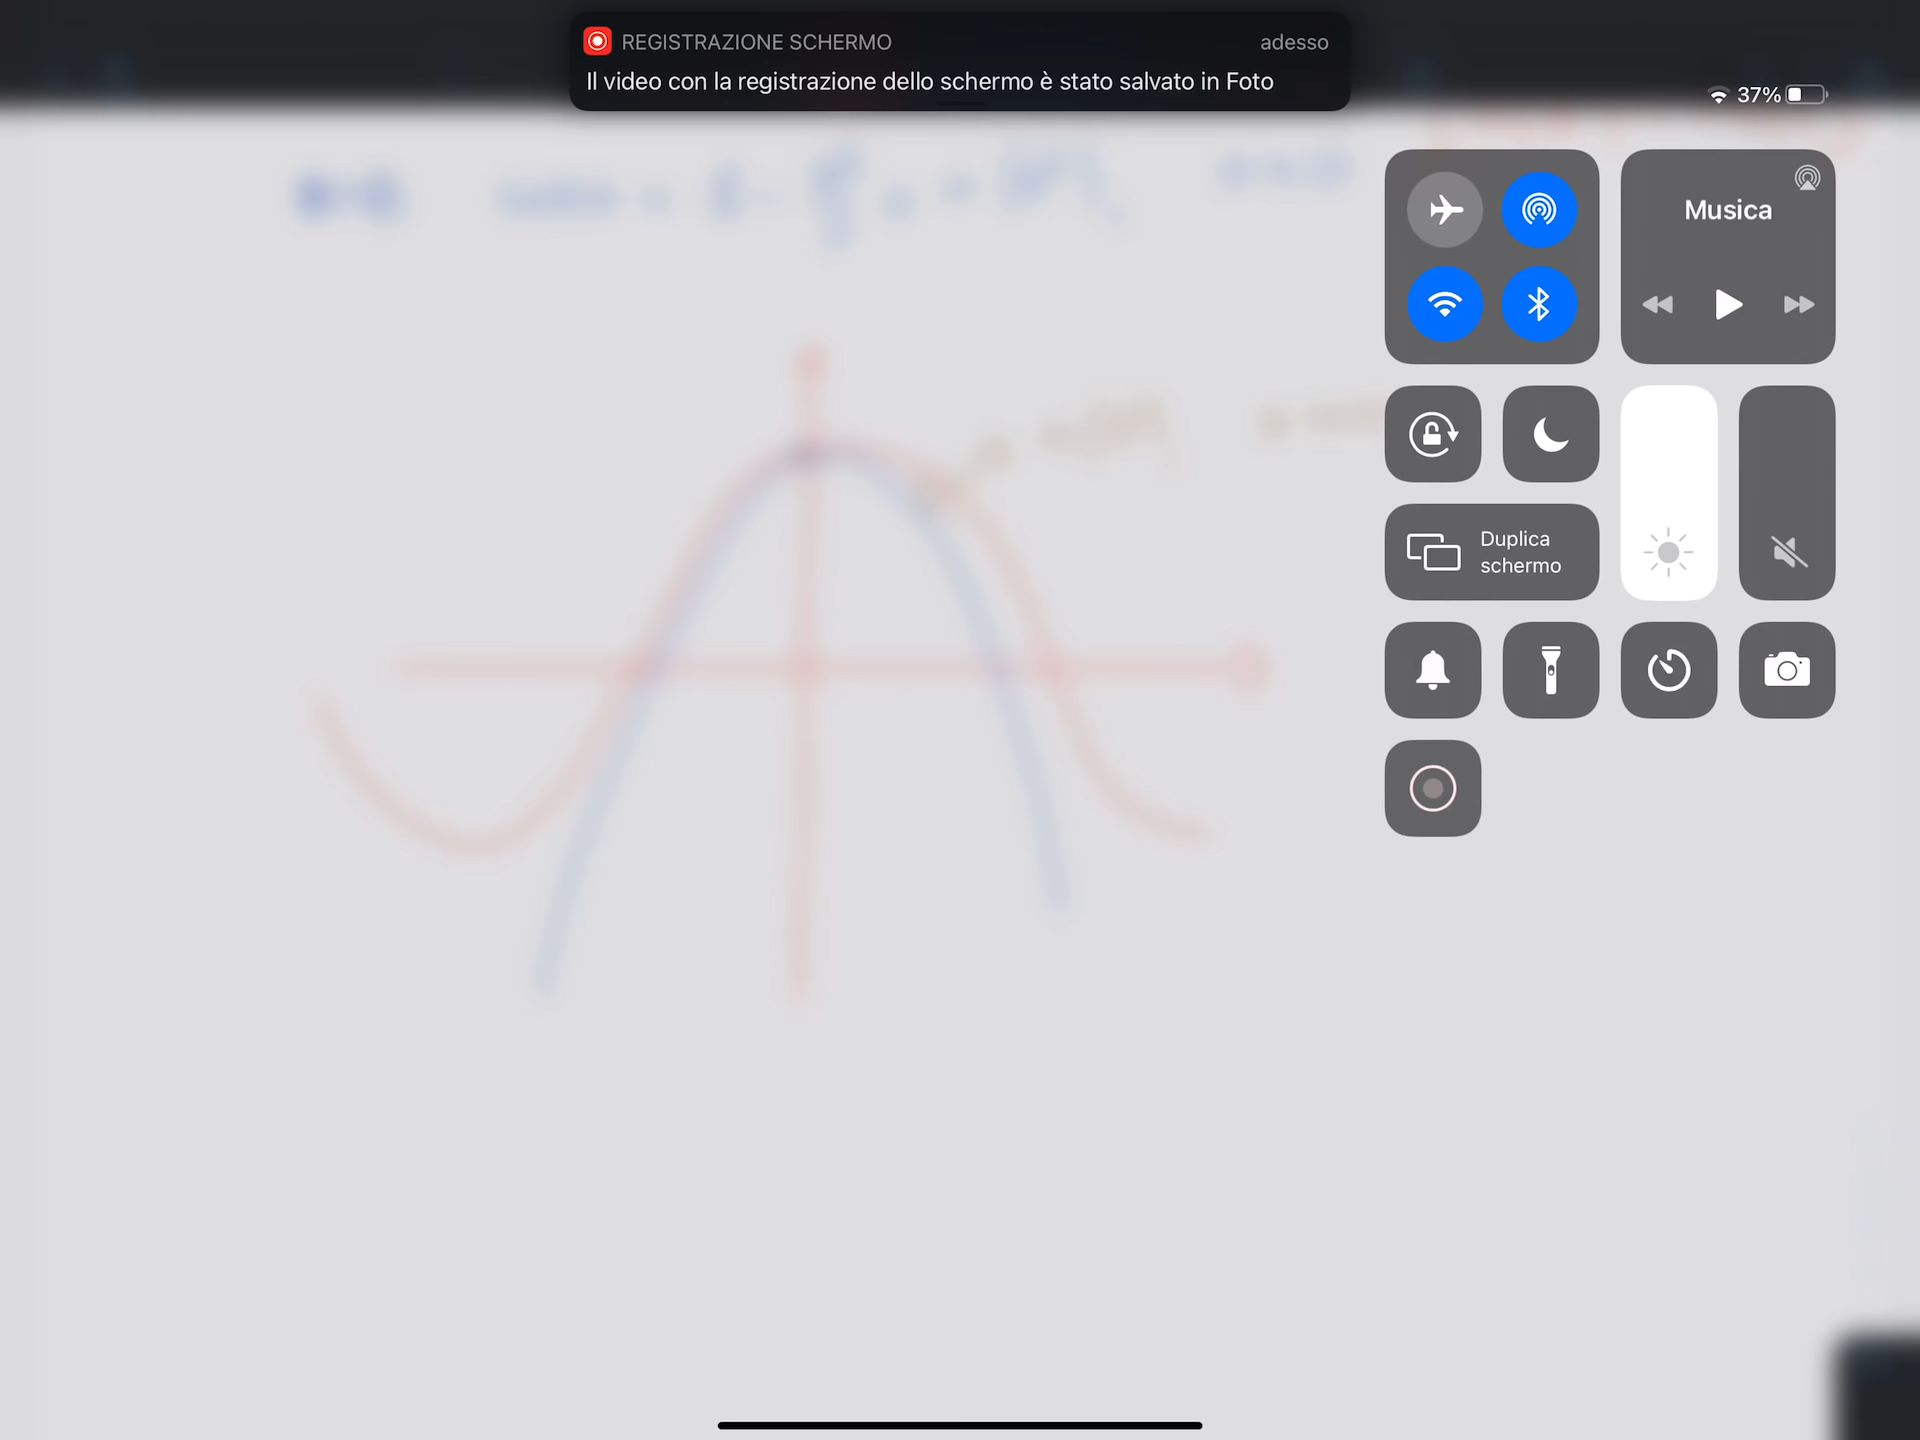 REGISTRAZIONE SCHERMO adesso
Il video con la registrazione dello schermo è stato salvato in Foto
37%
Musica
Duplica
schermo